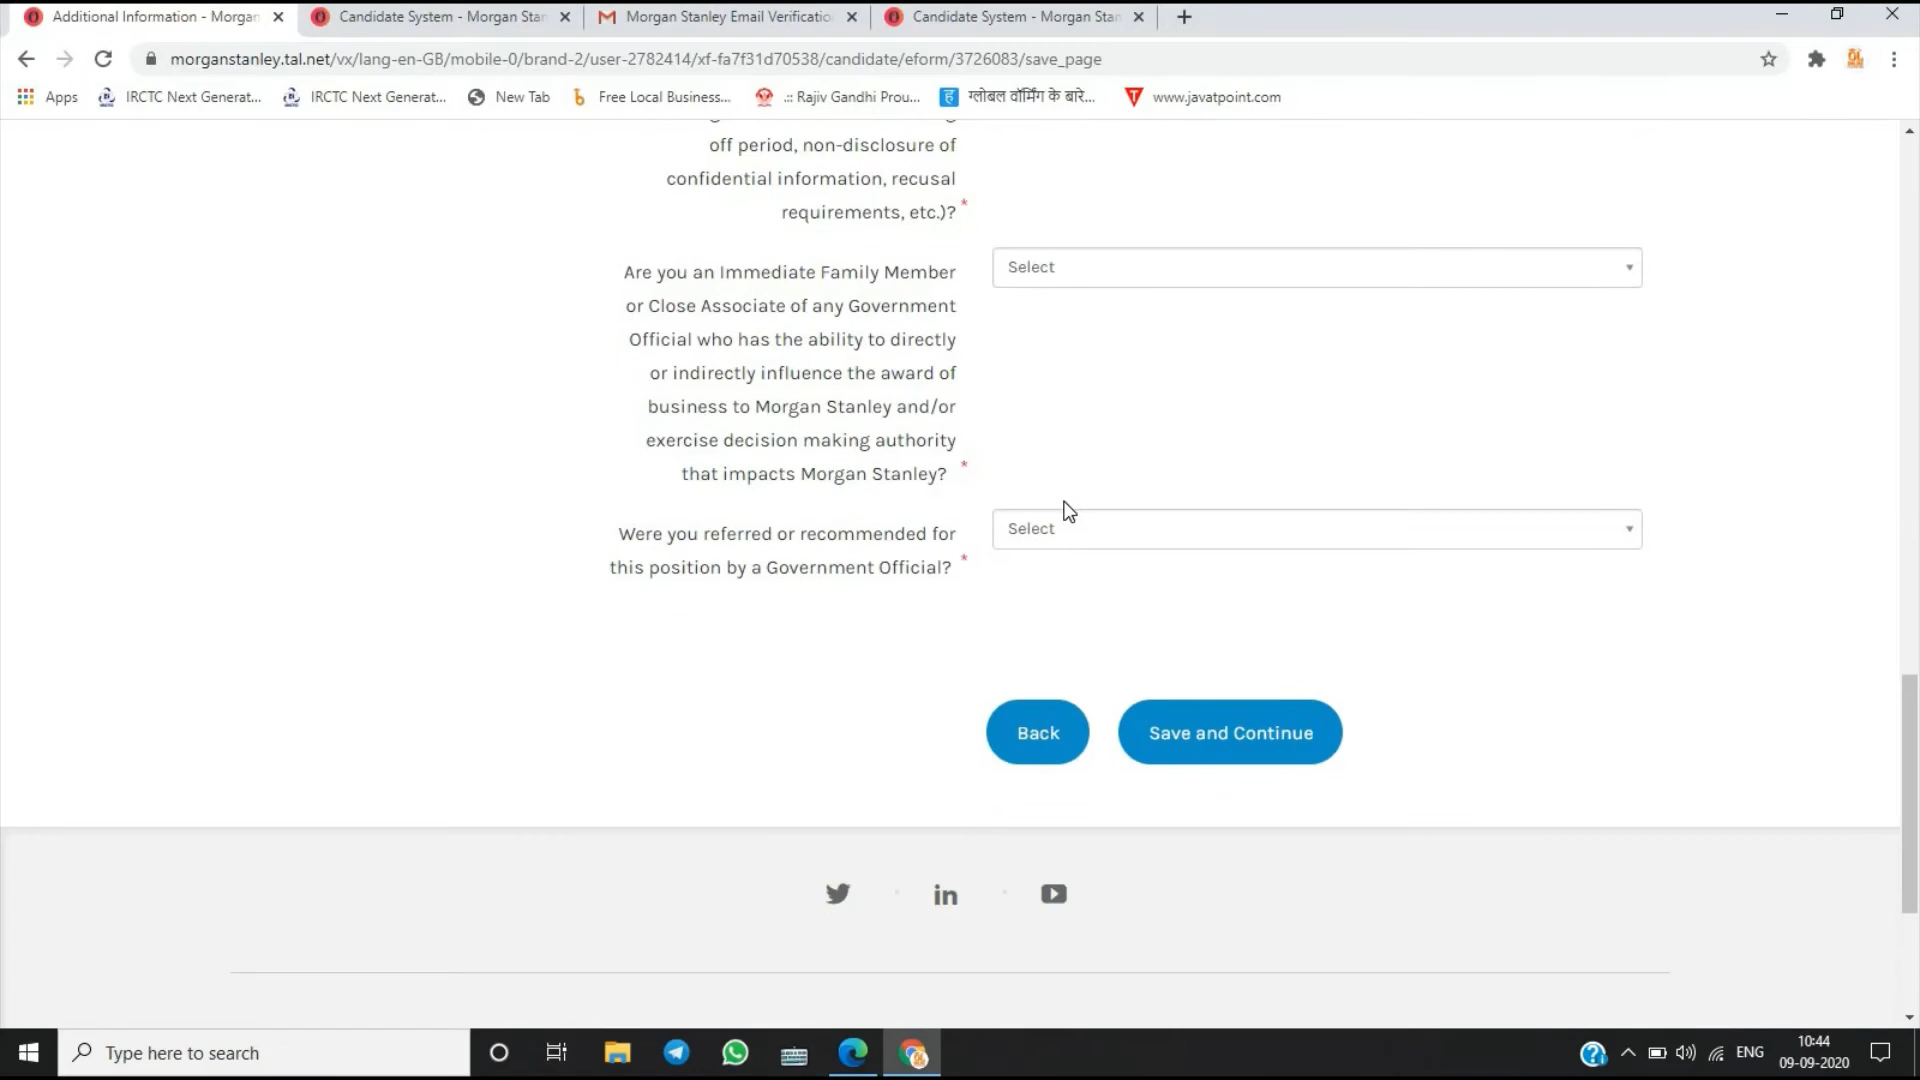 Additional Information - Morgan
Candidate System - Morgan Stan
Morgan Stanley Email Verificatio
Candidate System - Morgan Stan
morganstanley.tal.net/vx/lang-en-GB/mobile-0/brand-2/user-2782414/xf-fa7f31d70538/candidate/eform/3726083/save_page
Apps
IRCTC Next Generat...
IRCTC Next Generat...
New Tab
Free Local Business...
.:: Rajiv Gandhi Prou...
ग्लोबल वॉर्मिंग के बारे...
www.javatpoint.com
off period, non-disclosure of
confidential information, recusal
requirements, etc.)? *
Are you an Immediate Family Member
or Close Associate of any Government
Official who has the ability to directly
or indirectly influence the award of
business to Morgan Stanley and/or
exercise decision making authority
that impacts Morgan Stanley? *
Select
Were you referred or recommended for
this position by a Government Official? *
Select
Back
Save and Continue
Type here to search
ENG
10:44
09-09-2020